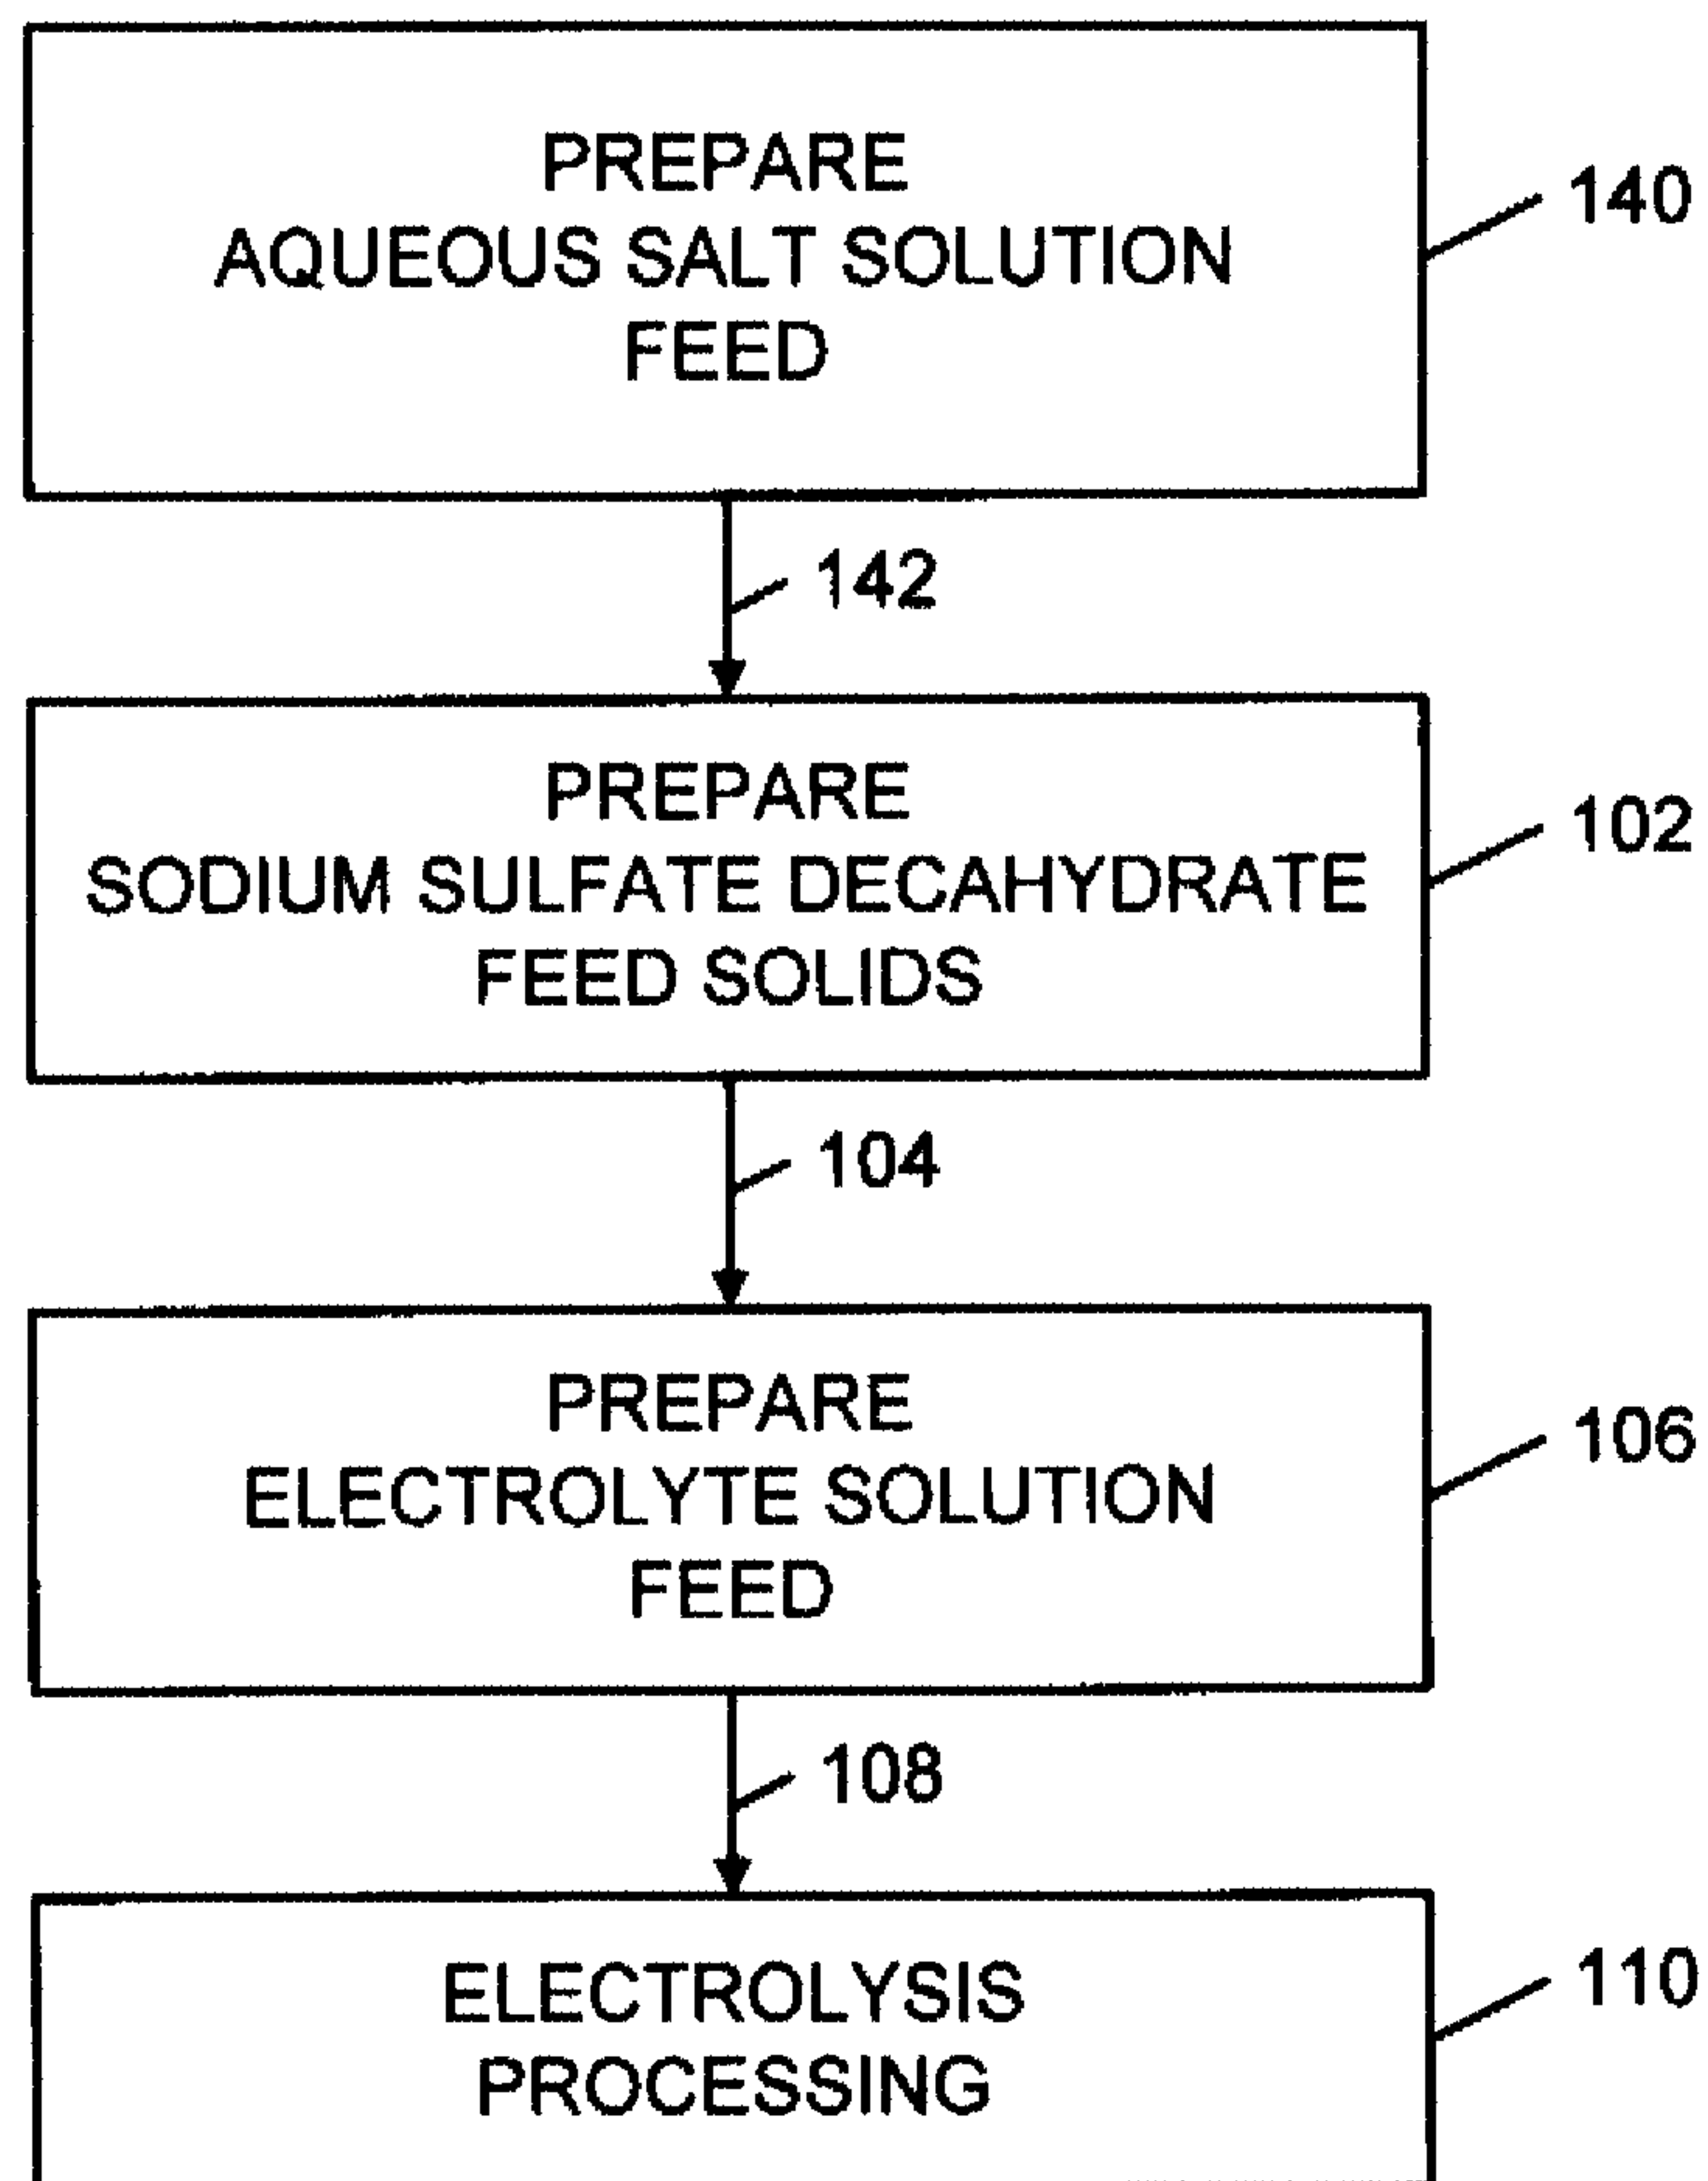 PREPARE
AQUEOUS SALT SOLUTION
FEED
140
142
PREPARE
SODIUM SULFATE DECAHYDRATE
FEED SOLIDS
102
104
PREPARE
ELECTROLYTE SOLUTION
FEED
106
108
ELECTROLYSIS
PROCESSING
110